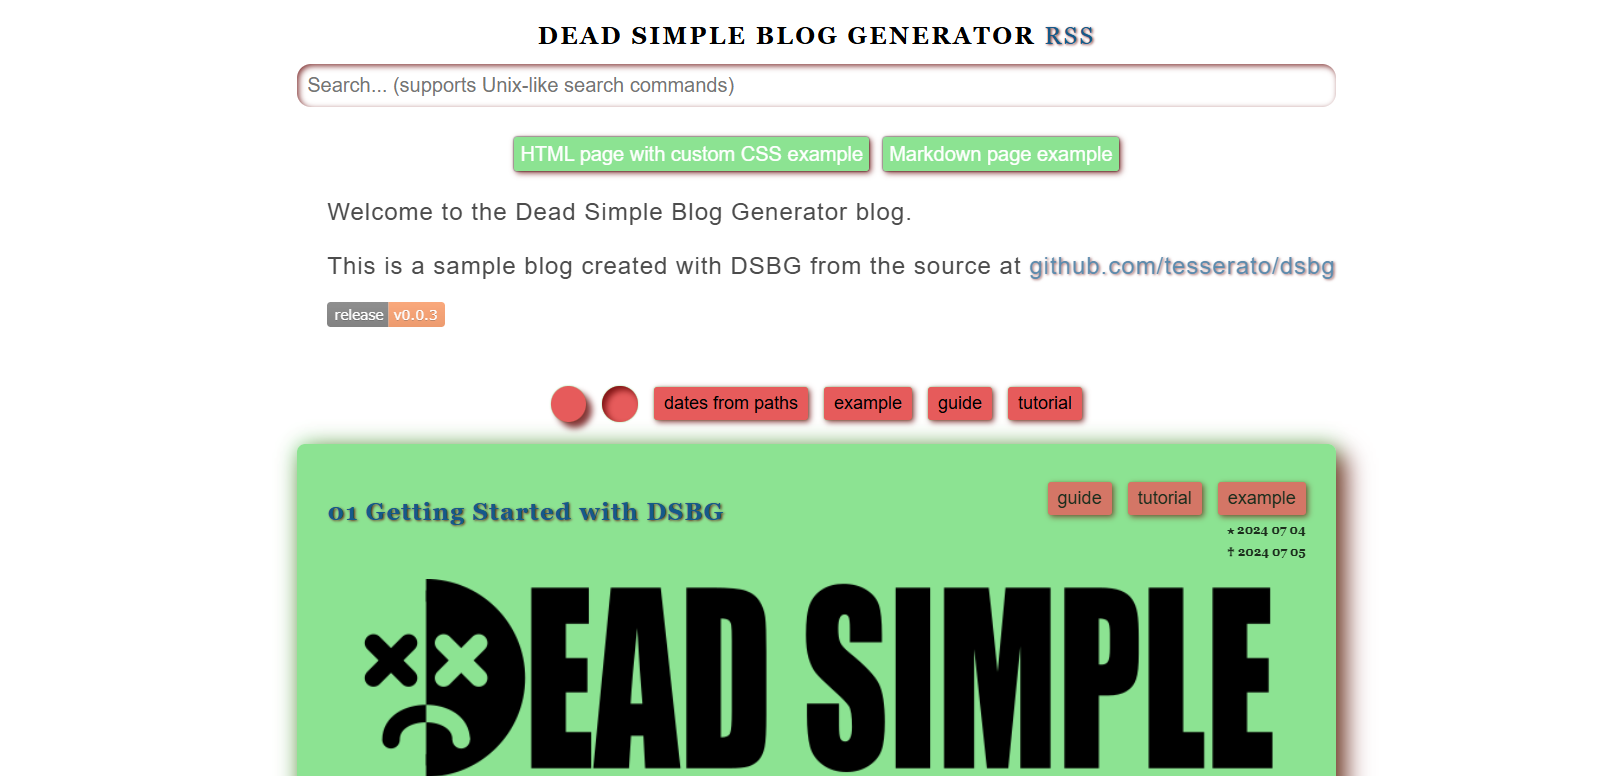 DEAD SIMPLE BLOG GENERATOR RSS
Search... (supports Unix-like search commands)
HTML page with custom CSS example Markdown page example
Welcome to the Dead Simple Blog Generator blog.
This is a sample blog created with DSBG from the source at github.com/tesserato/dsbg
release v0.0.3
dates from paths example guide tutorial
01 Getting Started with DSBG
guide tutorial example
⋆ 2024 07 04
† 2024 07 05
DEAD SIMPLE